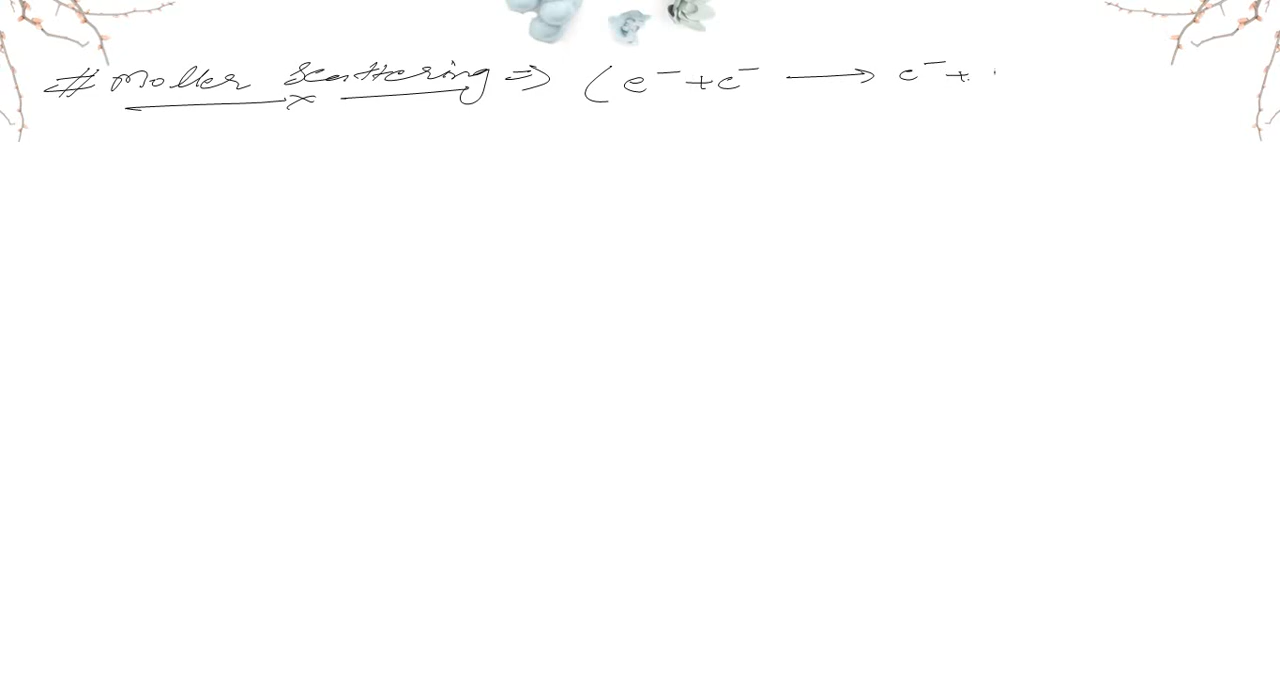 # Moller Scattering ⇒ (e⁻ + e⁻ ⟶ e⁻ +